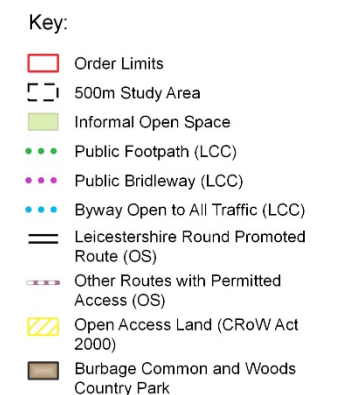 Key:
Order Limits
500m Study Area
Informal Open Space
Public Footpath (LCC)
Public Bridleway (LCC)
Byway Open to All Traffic (LCC)
Leicestershire Round Promoted
Route (OS)
Other Routes with Permitted
Access (OS)
Open Access Land (CRoW Act
2000)
Burbage Common and Woods
Country Park